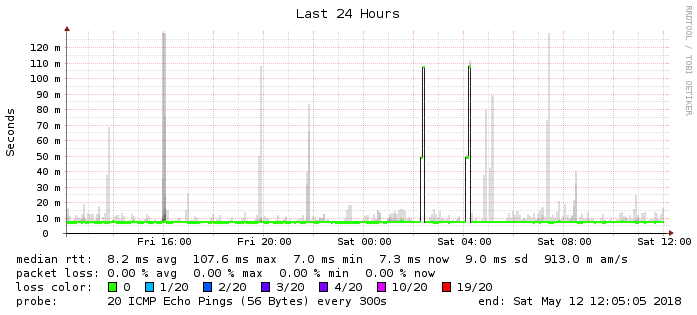 Last 24 Hours
RRDTOOL / TOBI OETIKER
Seconds
120 m
110 m
100 m
90 m
80 m
70 m
60 m
50 m
40 m
30 m
20 m
10 m
0
Fri 16:00 Fri 20:00 Sat 00:00 Sat 04:00 Sat 08:00 Sat 12:00
median rtt: 8.2 ms avg 107.6 ms max 7.0 ms min 7.3 ms now 9.0 ms sd 913.0 m am/s
packet loss: 0.00 % avg 0.00 % max 0.00 % min 0.00 % now
loss color: 0 1/20 2/20 3/20 4/20 10/20 19/20
probe: 20 ICMP Echo Pings (56 Bytes) every 300s end: Sat May 12 12:05:05 2018